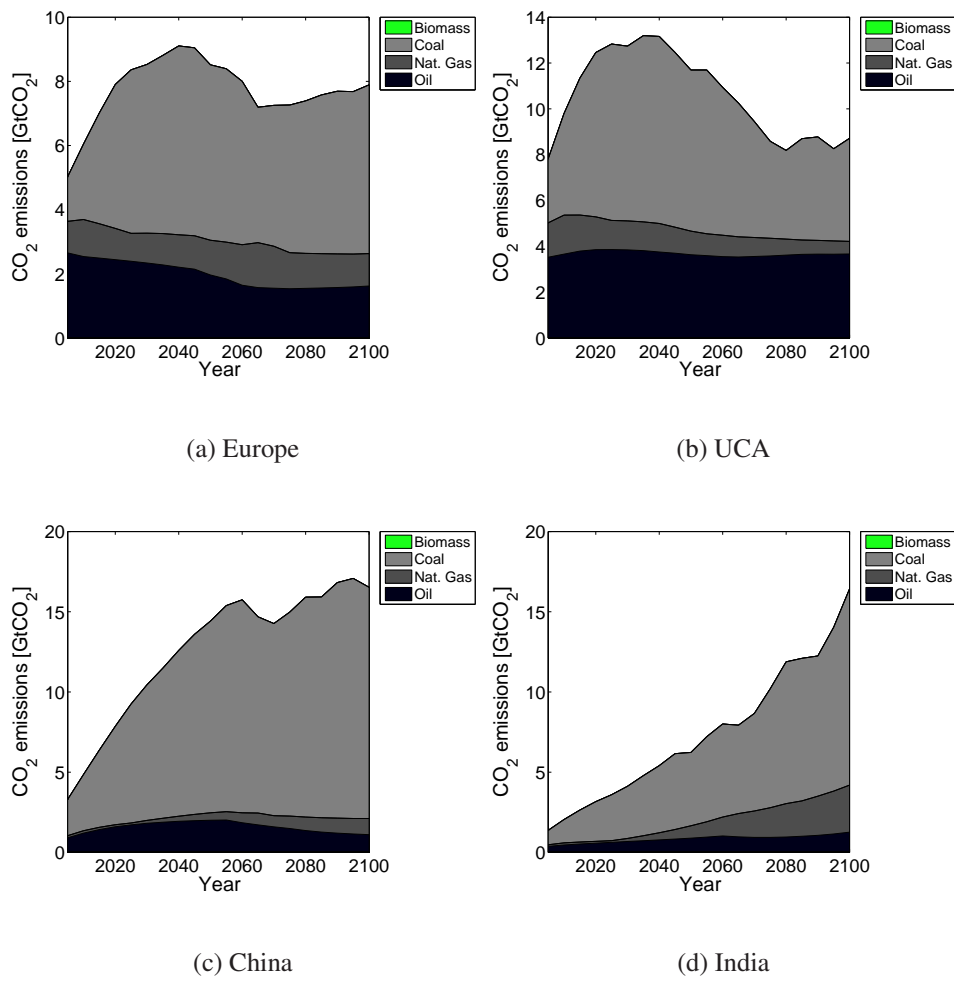 10
8
6
4
2
0
CO2 emissions [GtCO2]
2020 2040 2060 2080 2100
Year
Biomass
Coal
Nat. Gas
Oil
(a) Europe
14
12
10
8
6
4
2
0
CO2 emissions [GtCO2]
2020 2040 2060 2080 2100
Year
Biomass
Coal
Nat. Gas
Oil
(b) UCA
20
15
10
5
0
CO2 emissions [GtCO2]
2020 2040 2060 2080 2100
Year
Biomass
Coal
Nat. Gas
Oil
(c) China
20
15
10
5
0
CO2 emissions [GtCO2]
2020 2040 2060 2080 2100
Year
Biomass
Coal
Nat. Gas
Oil
(d) India